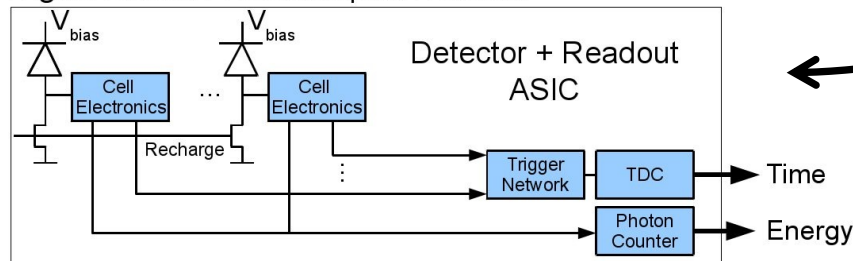 V bias
V bias
Detector + Readout
ASIC
Cell
Electronics
...
Cell
Electronics
Recharge
Trigger
Network
TDC
Time
Photon
Counter
Energy